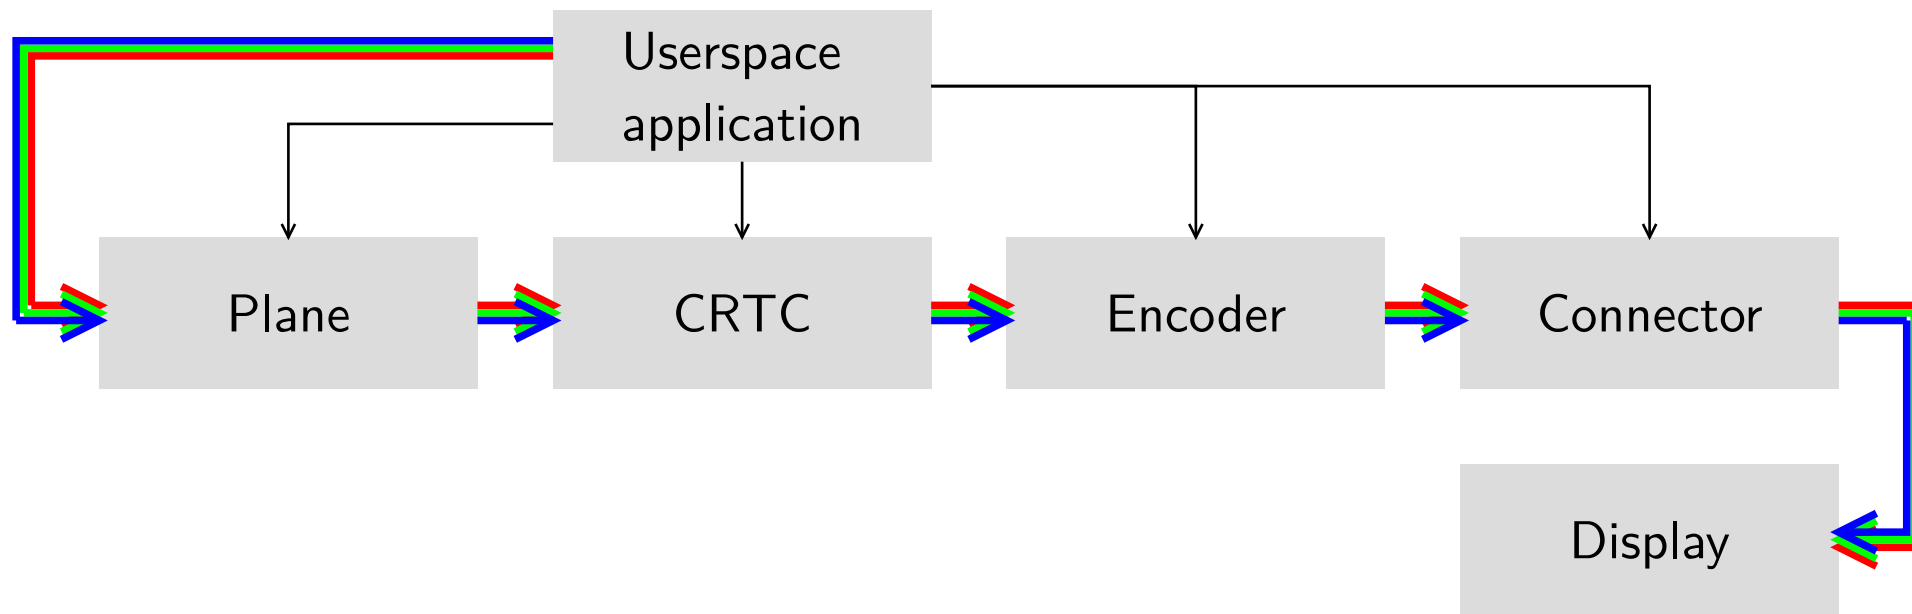 Userspace
application
Plane
CRTC
Encoder
Connector
Display